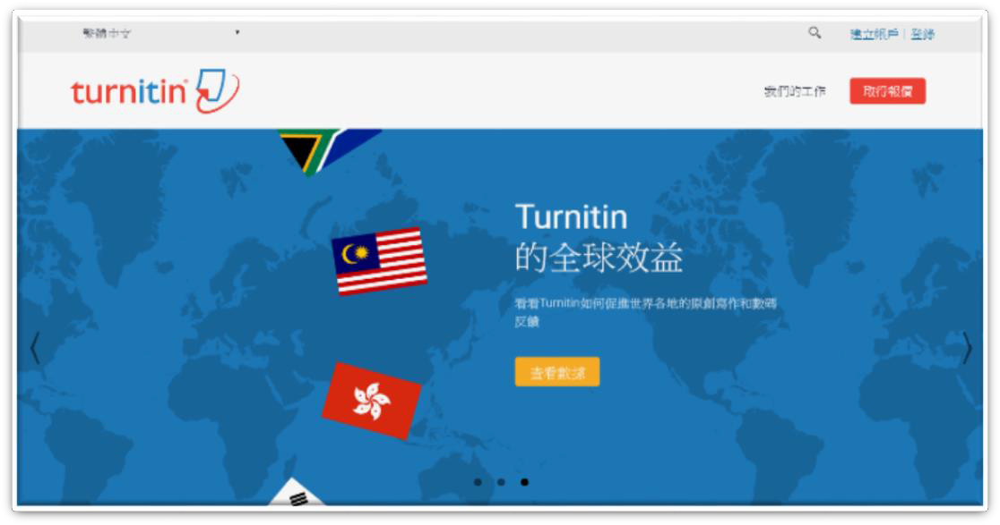 繁體中文
建立帳戶 | 登錄
turnitin
我們的工作
取得報價
Turnitin
的全球效益
看看Turnitin如何促進世界各地的原創寫作和數碼
反饋
查看數據